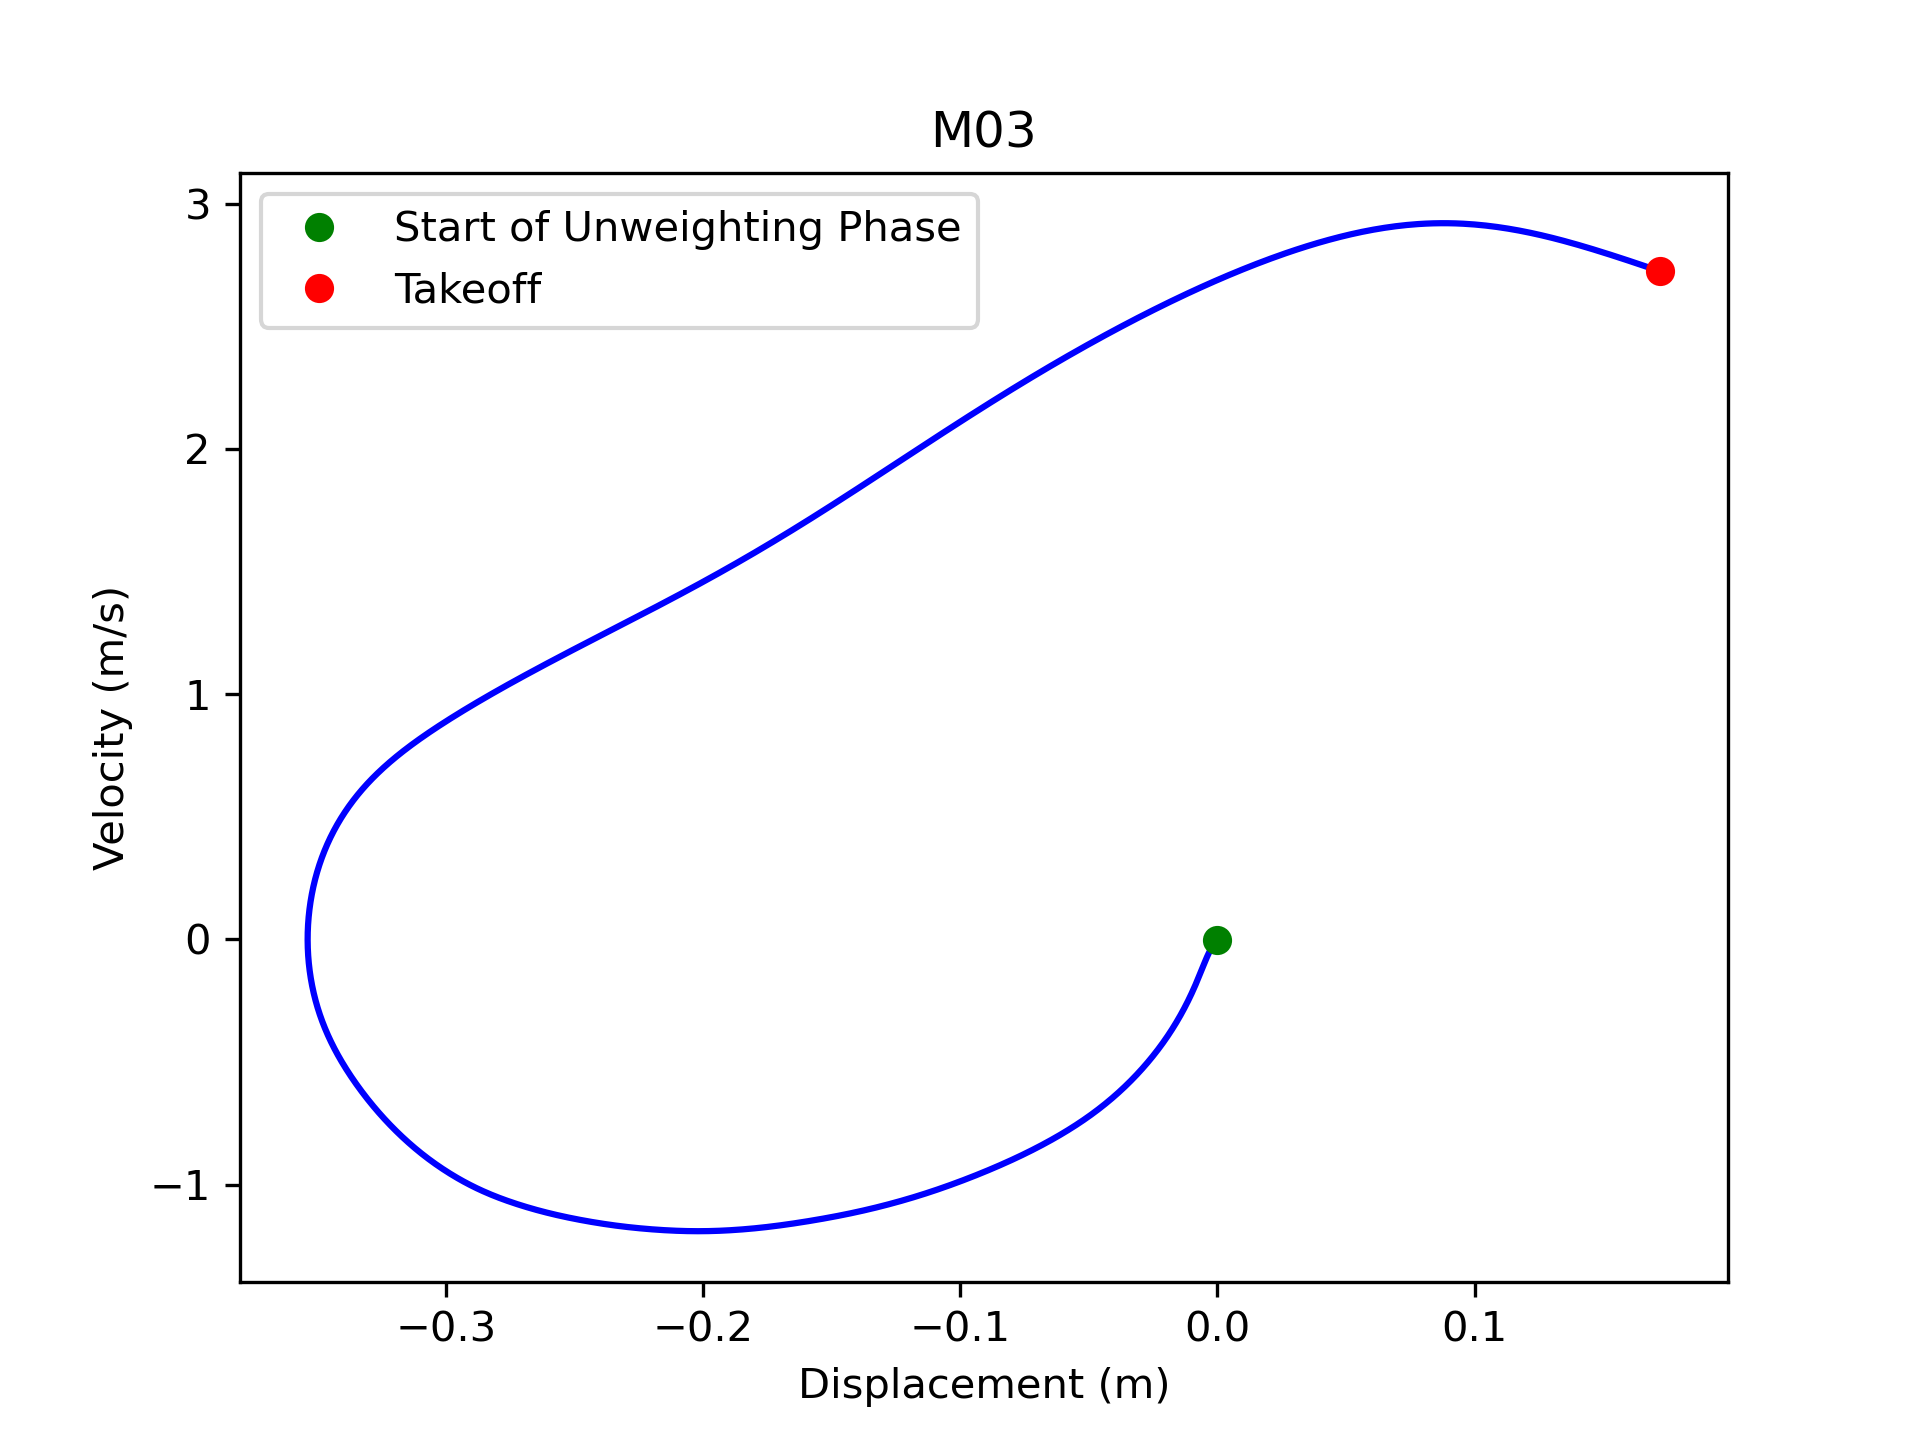 M03
Start of Unweighting Phase
Takeoff
3
2
1
0
−1
Velocity (m/s)
−0.3 −0.2 −0.1 0.0 0.1
Displacement (m)